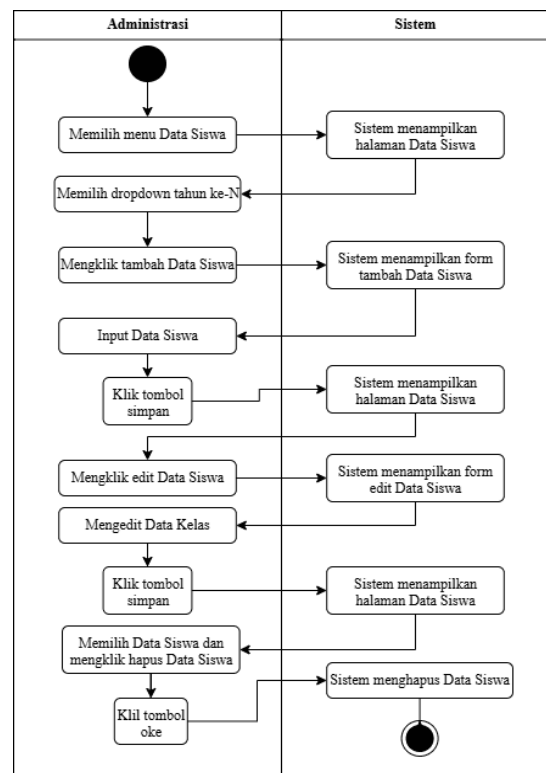 Administrasi
Sistem
Memilih menu Data Siswa
Sistem menampilkan
halaman Data Siswa
Memilih dropdown tahun ke-N
Mengklik tambah Data Siswa
Sistem menampilkan form
tambah Data Siswa
Input Data Siswa
Klik tombol
simpan
Sistem menampilkan
halaman Data Siswa
Mengklik edit Data Siswa
Sistem menampilkan form
edit Data Siswa
Mengedit Data Kelas
Klik tombol
simpan
Sistem menampilkan
halaman Data Siswa
Memilih Data Siswa dan
mengklik hapus Data Siswa
Sistem menghapus Data Siswa
Klil tombol
oke